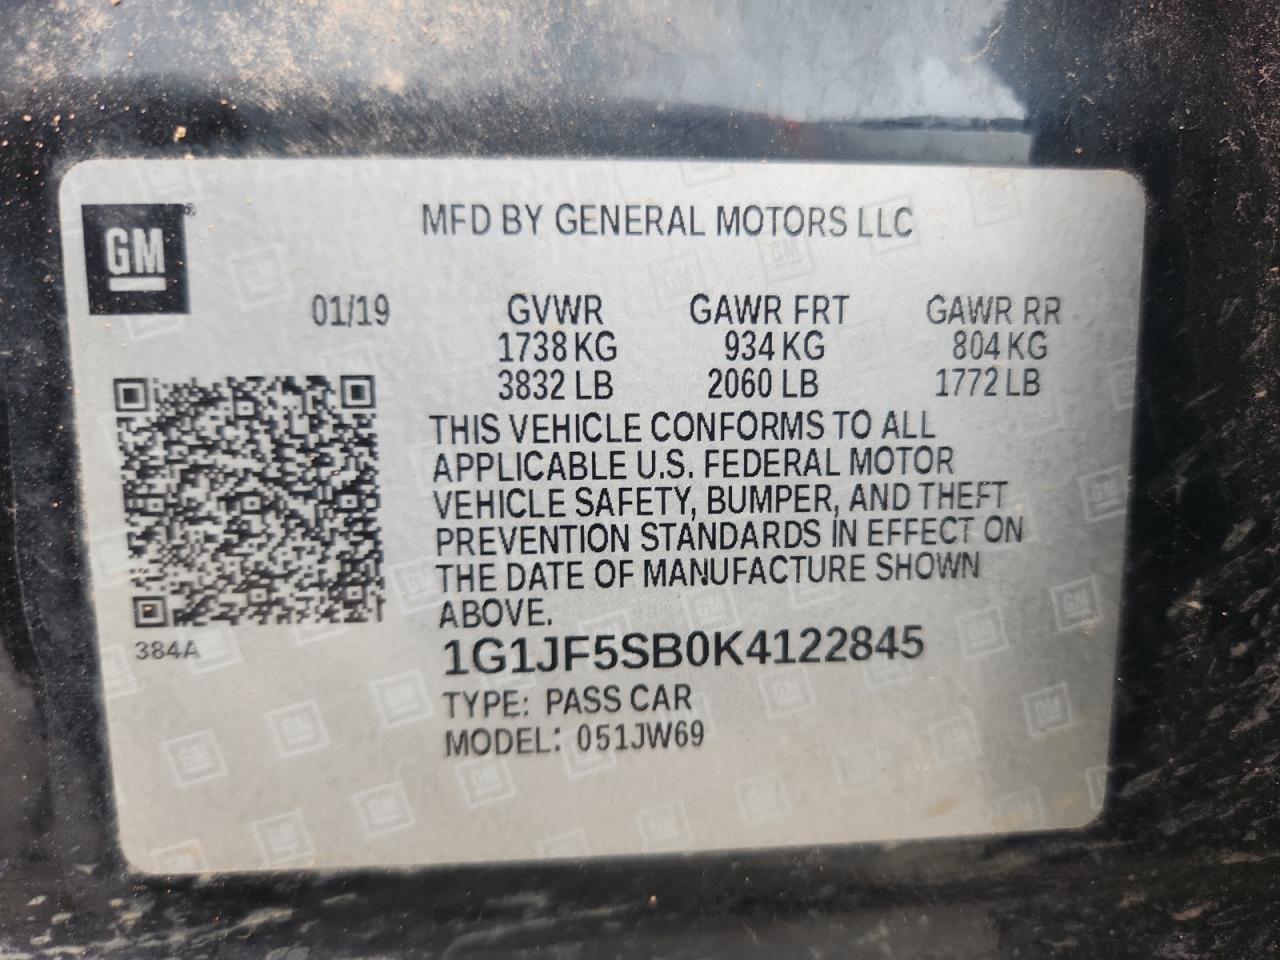 GM
MFD BY GENERAL MOTORS LLC
01/19 GVWR GAWR FRT GAWR RR
1738 KG 934 KG 804 KG
3832 LB 2060 LB 1772 LB
THIS VEHICLE CONFORMS TO ALL
APPLICABLE U.S. FEDERAL MOTOR
VEHICLE SAFETY, BUMPER, AND THEFT
PREVENTION STANDARDS IN EFFECT ON
THE DATE OF MANUFACTURE SHOWN
ABOVE.
384A
1G1JF5SB0K4122845
TYPE: PASS CAR
MODEL: 051JW69